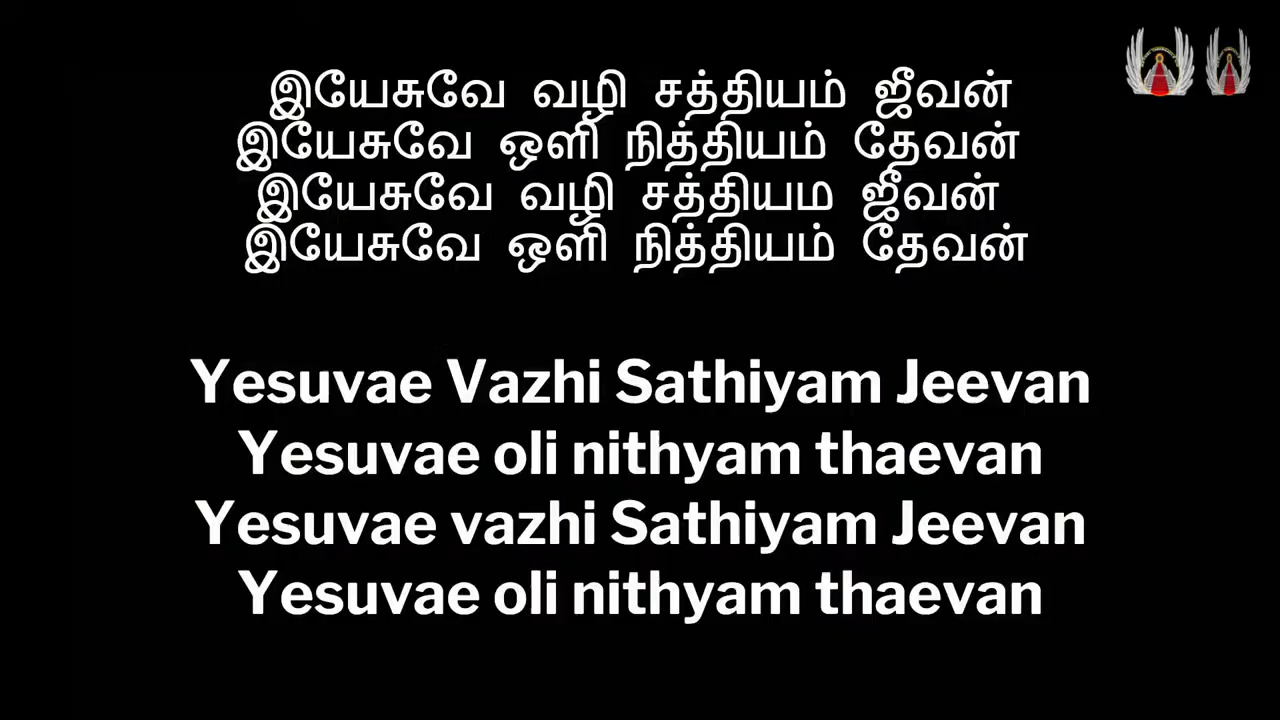 இயேசுவே வழி சத்தியம் ஜீவன்
இயேசுவே ஒளி நித்தியம் தேவன்
இயேசுவே வழி சத்தியம ஜீவன்
இயேசுவே ஒளி நித்தியம் தேவன்
Yesuvae Vazhi Sathiyam Jeevan
Yesuvae oli nithyam thaevan
Yesuvae vazhi Sathiyam Jeevan
Yesuvae oli nithyam thaevan